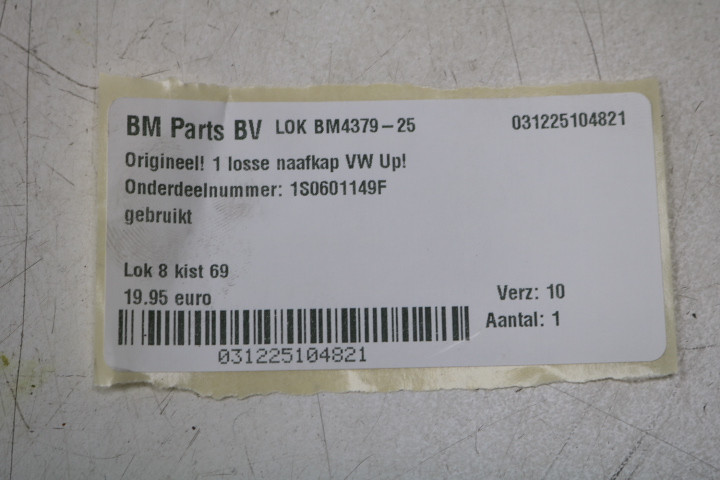 BM Parts BV LOK BM4379-25 031225104821
Origineel! 1 losse naafkap VW Up!
Onderdeelnummer: 1S0601149F
gebruikt
Lok 8 kist 69
19.95 euro Verz: 10
Aantal: 1
031225104821